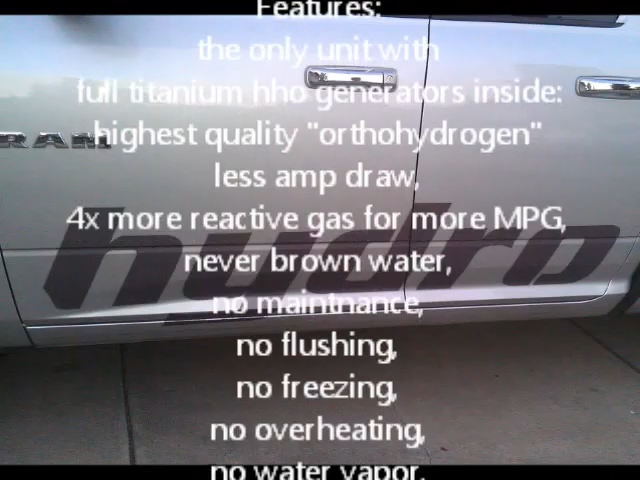 Features:
the only unit with
full titanium hho generators inside:
RAM
highest quality "orthohydrogen"
less amp draw,
4x more reactive gas for more MPG,
hydro
never brown water,
no maintnance,
no flushing,
no freezing,
no overheating,
no water vapor,